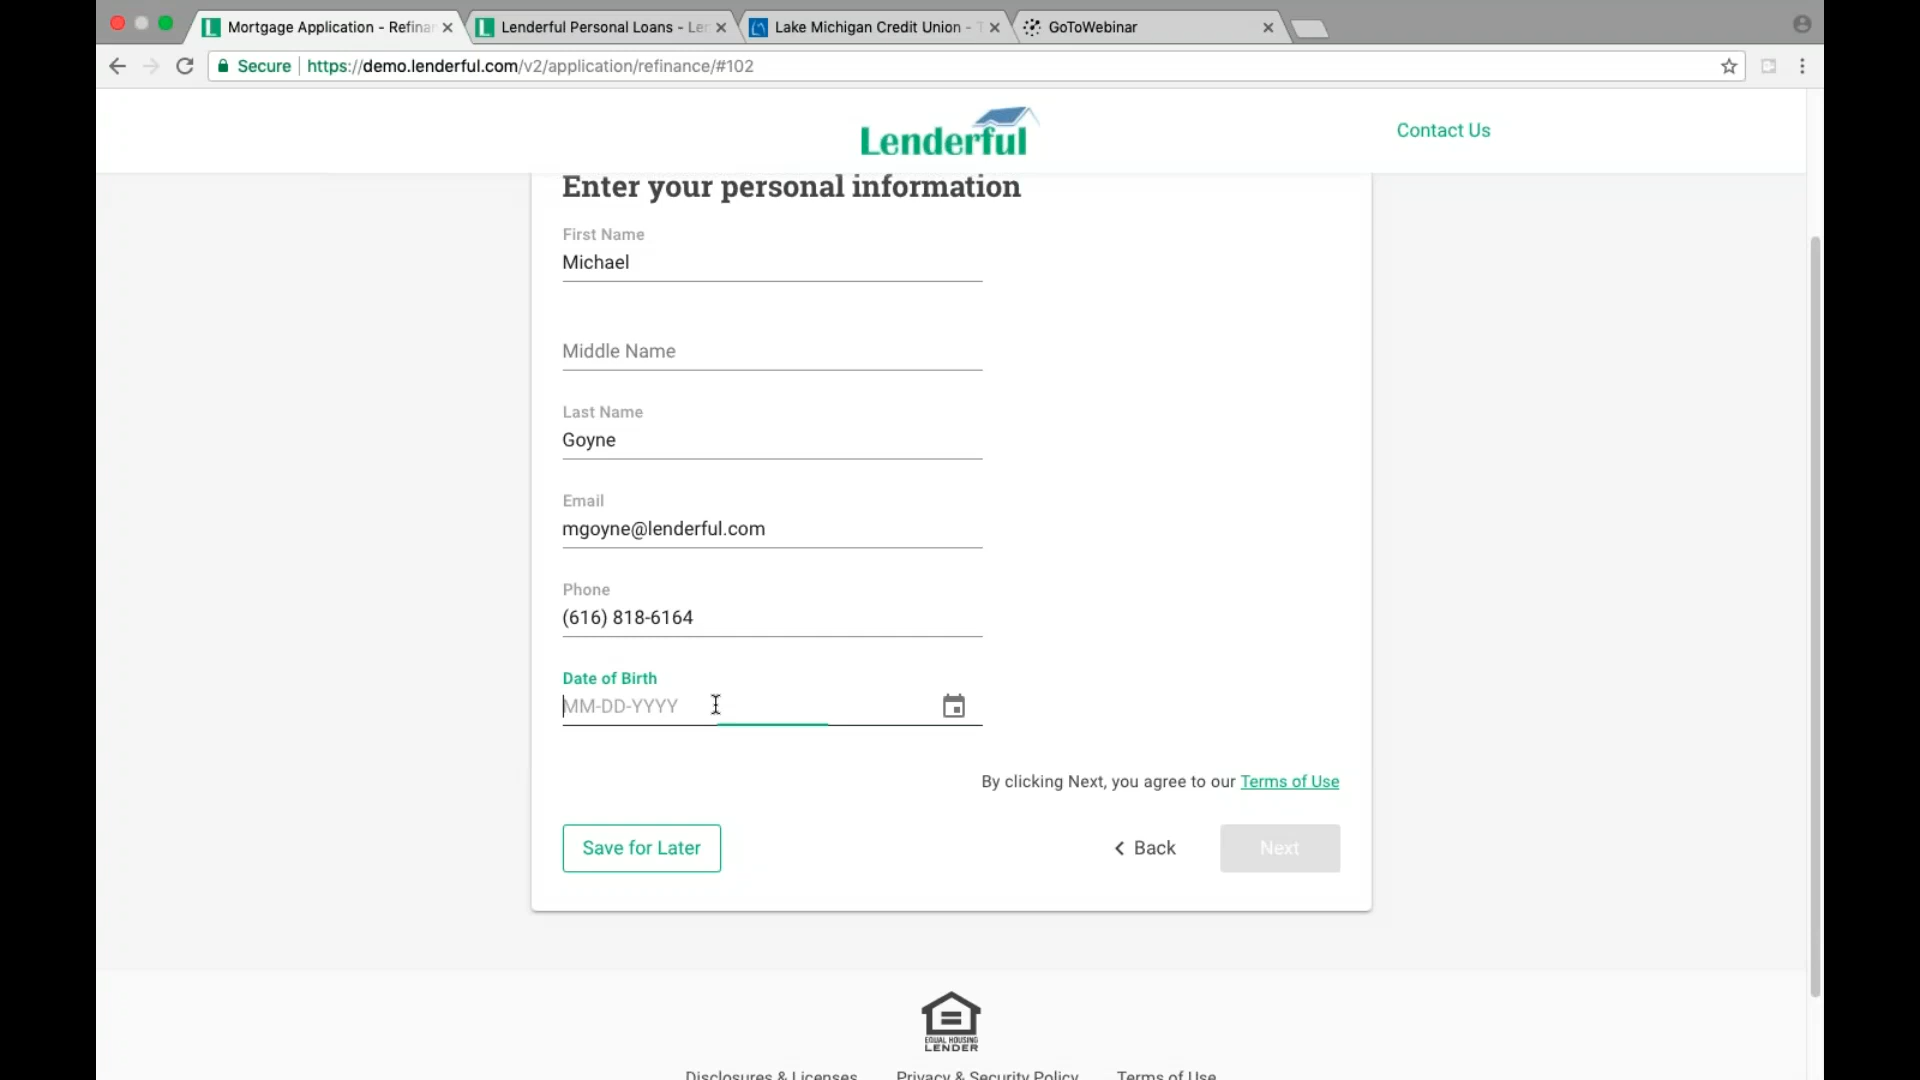 Mortgage Application - Refinan
Lenderful Personal Loans - Len
Lake Michigan Credit Union - T
GoToWebinar
Secure
https://demo.lenderful.com/v2/application/refinance/#102
Lenderful
Contact Us
Enter your personal information
First Name
Michael
Middle Name
Last Name
Goyne
Email
mgoyne@lenderful.com
Phone
(616) 818-6164
Date of Birth
MM-DD-YYYY
By clicking Next, you agree to our Terms of Use
Save for Later
Back
Next
EQUAL HOUSING
LENDER
Disclosures & Licenses
Privacy & Security Policy
Terms of Use